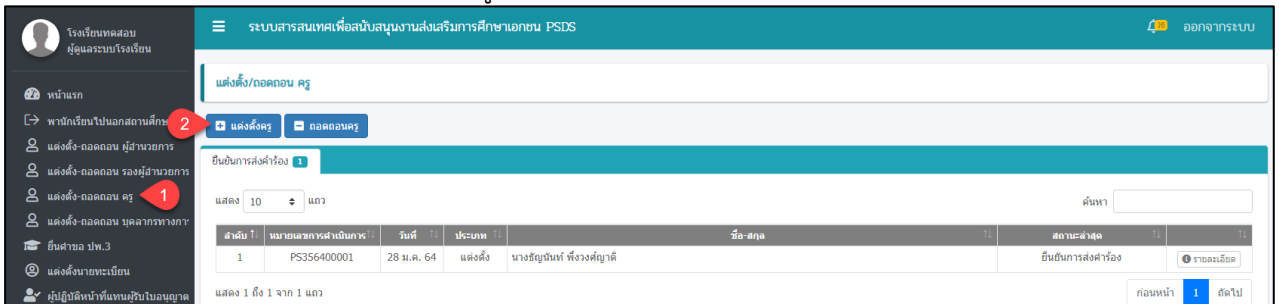 โรงเรียนทดสอบ
ผู้ดูแลระบบโรงเรียน
หน้าแรก
พานักเรียนไปนอกสถานศึกษ
แต่งตั้ง-ถอดถอน ผู้อำนวยการ
แต่งตั้ง-ถอดถอน รองผู้อำนวยการ
แต่งตั้ง-ถอดถอน ครู
1
แต่งตั้ง-ถอดถอน บุคลากรทางกา
ยื่นคำขอ ปพ.3
แต่งตั้งนายทะเบียน
ผู้ปฏิบัติหน้าที่แทนผู้รับใบอนุญาต
ระบบสารสนเทศเพื่อสนับสนุนงานส่งเสริมการศึกษาเอกชน PSDS
ออกจากระบบ
แต่งตั้ง/ถอดถอน ครู
2
แต่งตั้งครู ถอดถอนครู
ยืนยันการส่งคำร้อง 1
แสดง 10 แถว ค้นหา
ลำดับ หมายเลขการดำเนินการ วันที่ ประเภท ชื่อ-สกุล สถานะล่าสุด
1 PS356400001 28 ม.ค. 64 แต่งตั้ง นางธัญนันท์ พึ่งวงศ์ญาติ ยืนยันการส่งคำร้อง รายละเอียด
แสดง 1 ถึง 1 จาก 1 แถว ก่อนหน้า 1 ถัดไป